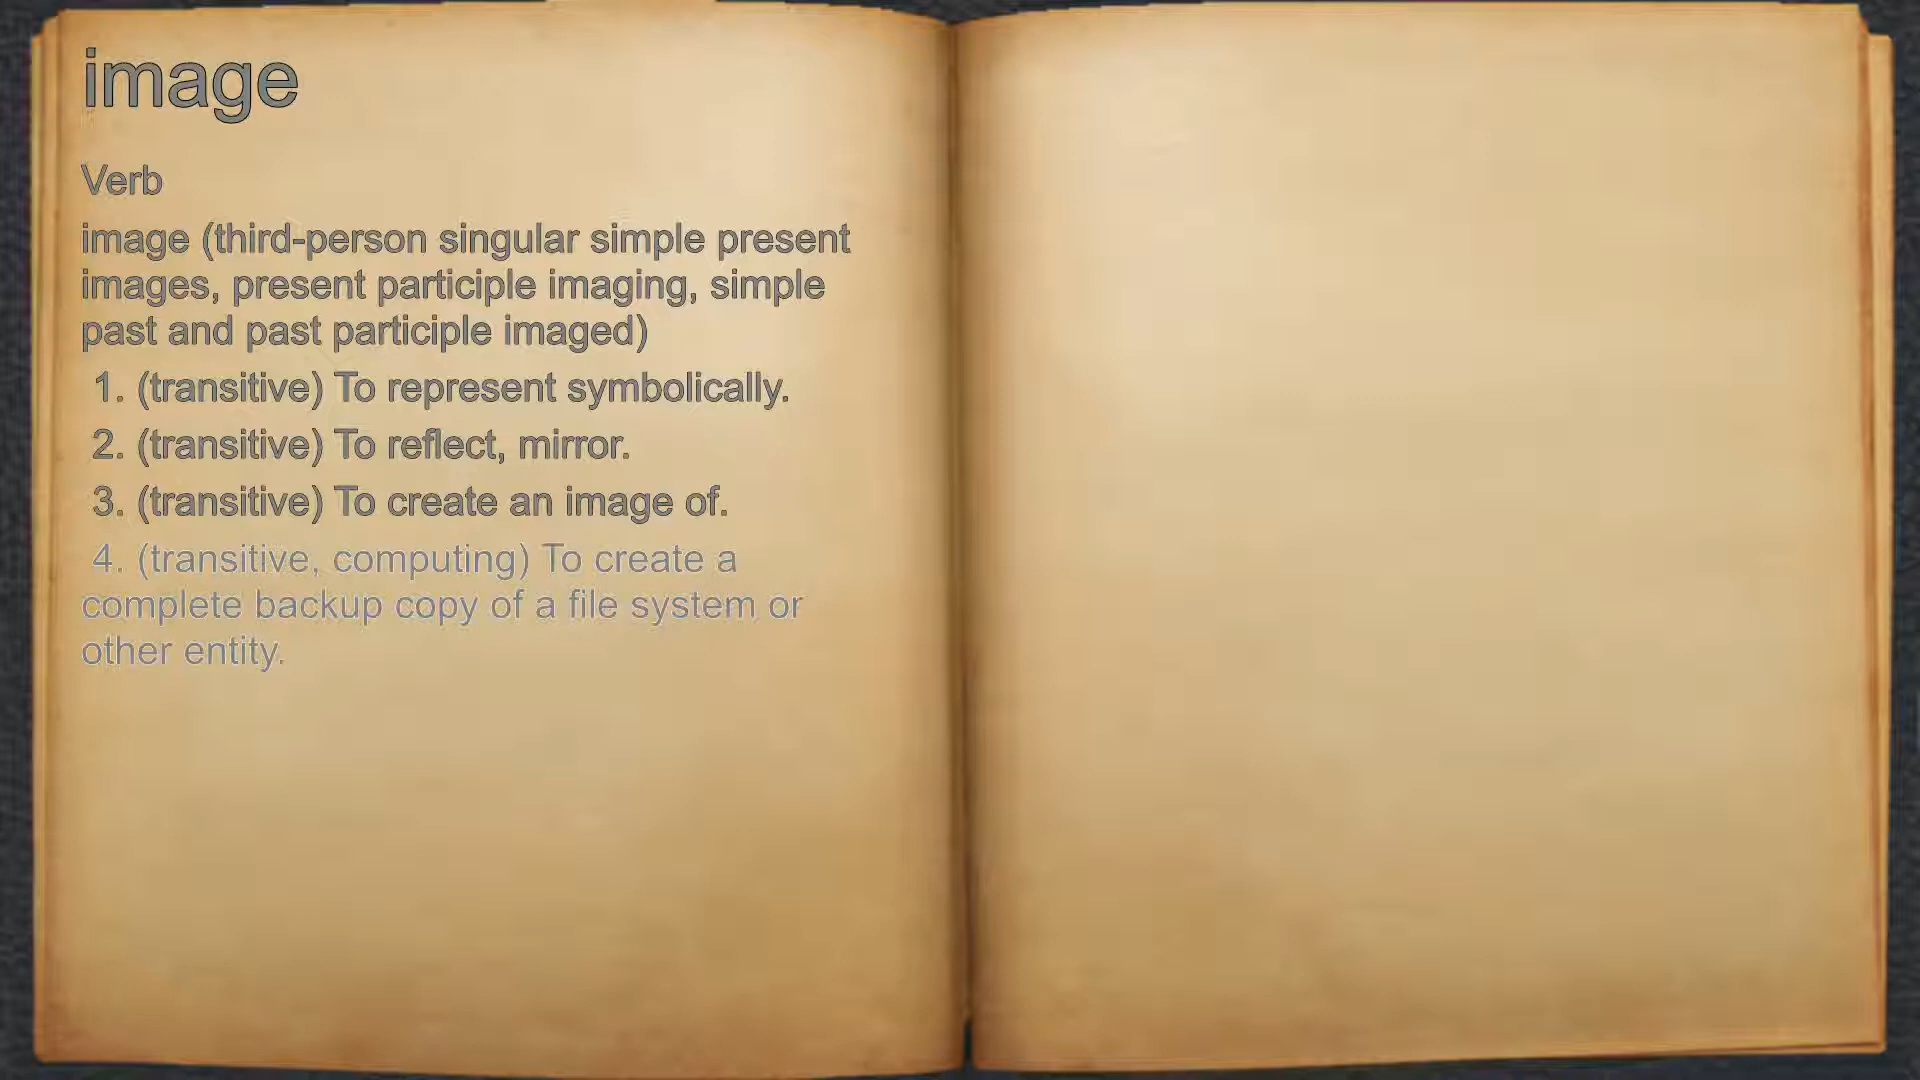 image
Verb
image (third-person singular simple present
images, present participle imaging, simple
past and past participle imaged)
1. (transitive) To represent symbolically.
2. (transitive) To reflect, mirror.
3. (transitive) To create an image of.
4. (transitive, computing) To create a
complete backup copy of a file system or
other entity.